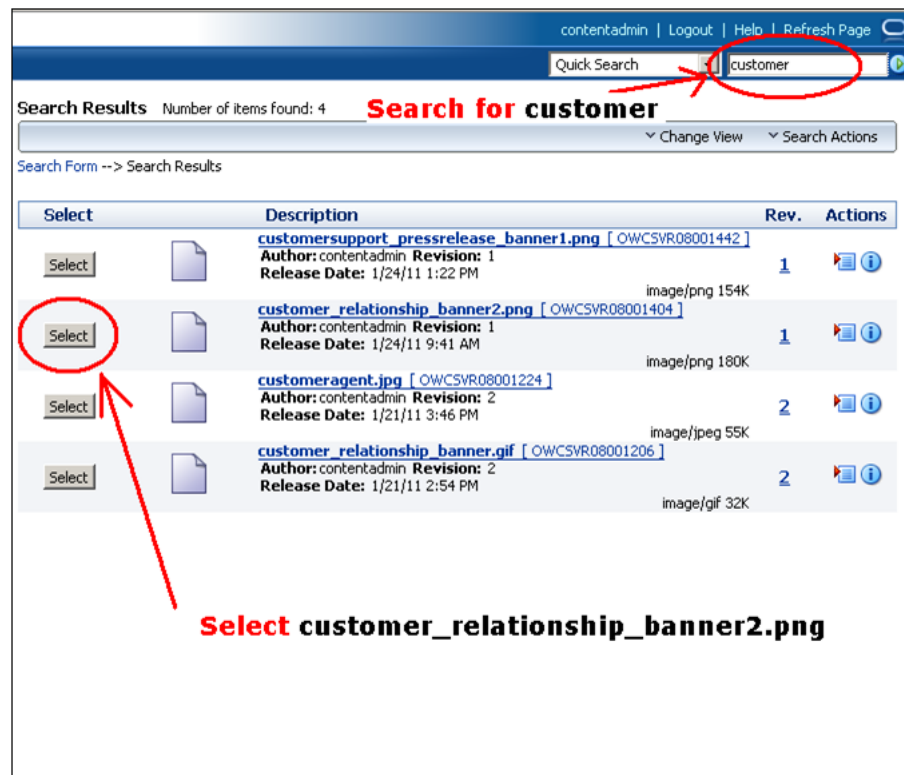 contentadmin | Logout | Help | Refresh Page
Quick Search customer
Search Results Number of items found: 4
Search for customer
Change View Search Actions
Search Form --> Search Results
Select Description Rev. Actions
customersupport_pressrelease_banner1.png [ OWCSVR08001442 ]
Select Author: contentadmin Revision: 1 1
Release Date: 1/24/11 1:22 PM
image/png 154K
customer_relationship_banner2.png [ OWCSVR08001404 ]
Select Author: contentadmin Revision: 1 1
Release Date: 1/24/11 9:41 AM
image/png 180K
customeragent.jpg [ OWCSVR08001224 ]
Select Author: contentadmin Revision: 2 2
Release Date: 1/21/11 3:46 PM
image/jpeg 55K
customer_relationship_banner.gif [ OWCSVR08001206 ]
Select Author: contentadmin Revision: 2 2
Release Date: 1/21/11 2:54 PM
image/gif 32K
Select customer_relationship_banner2.png